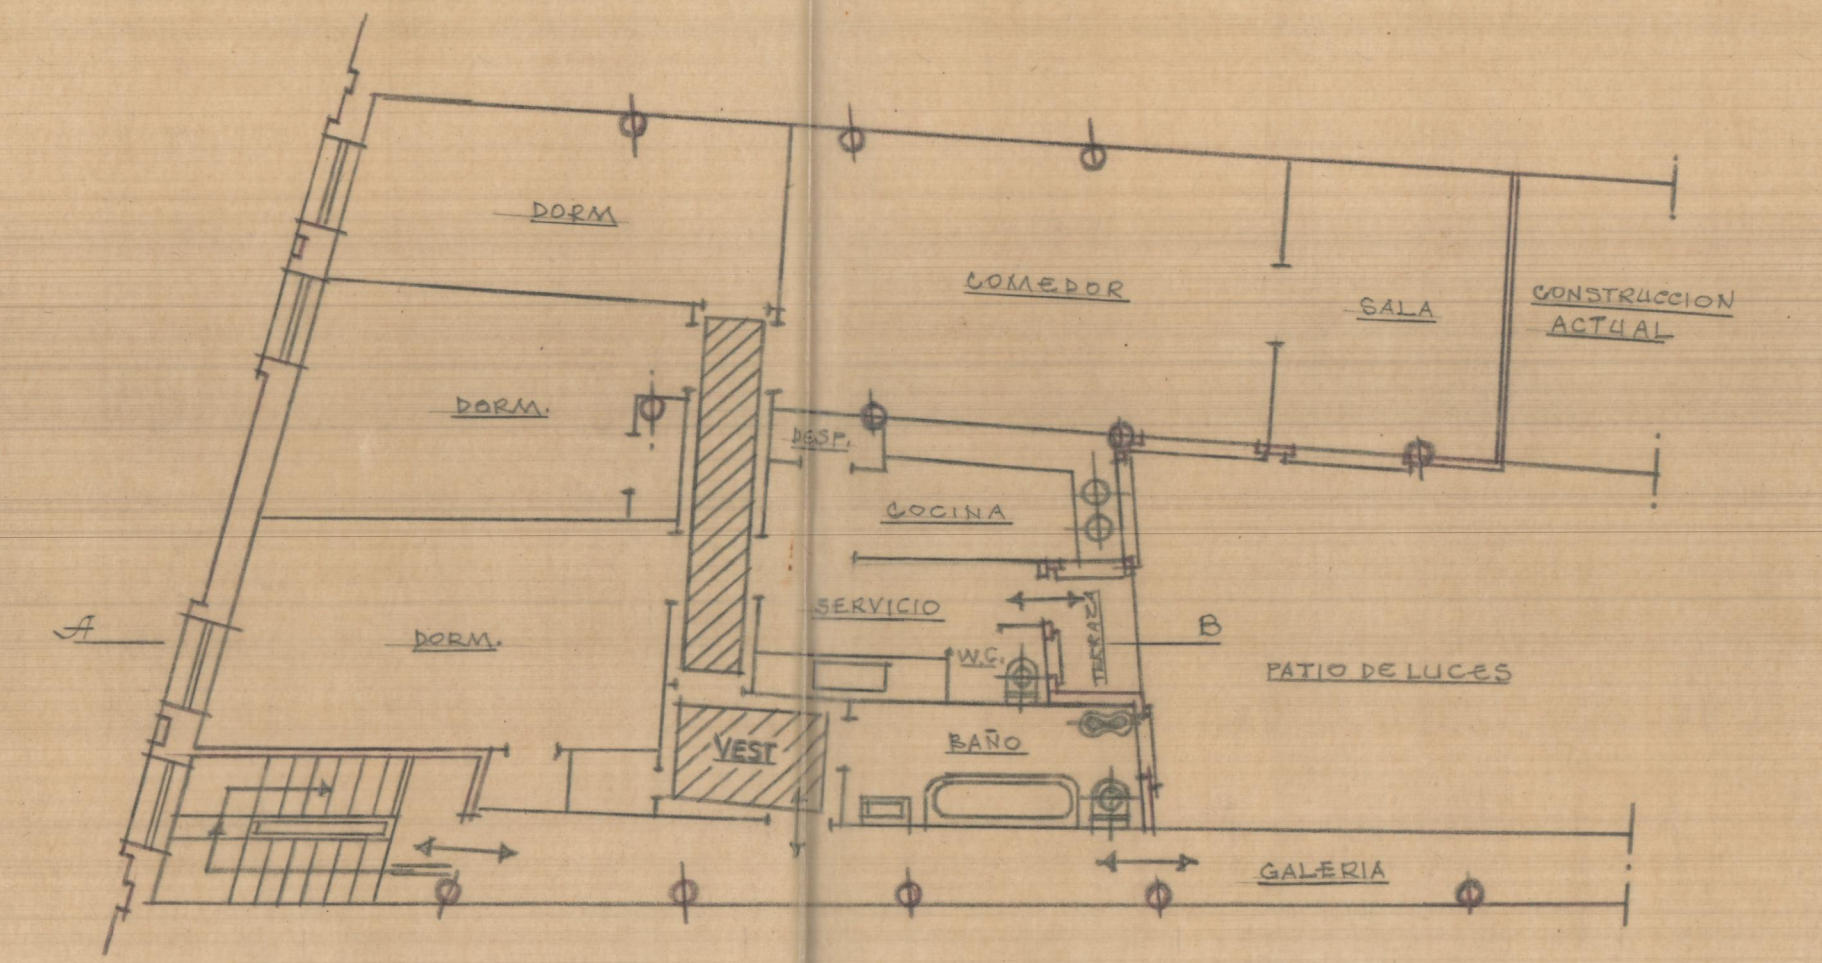 DORM
COMEDOR
SALA
CONSTRUCCION
ACTUAL
DORM.
DESP.
COCINA
SERVICIO
TERRAZA
A
DORM.
W.C.
B
PATIO DE LUCES
VEST
BAÑO
GALERIA